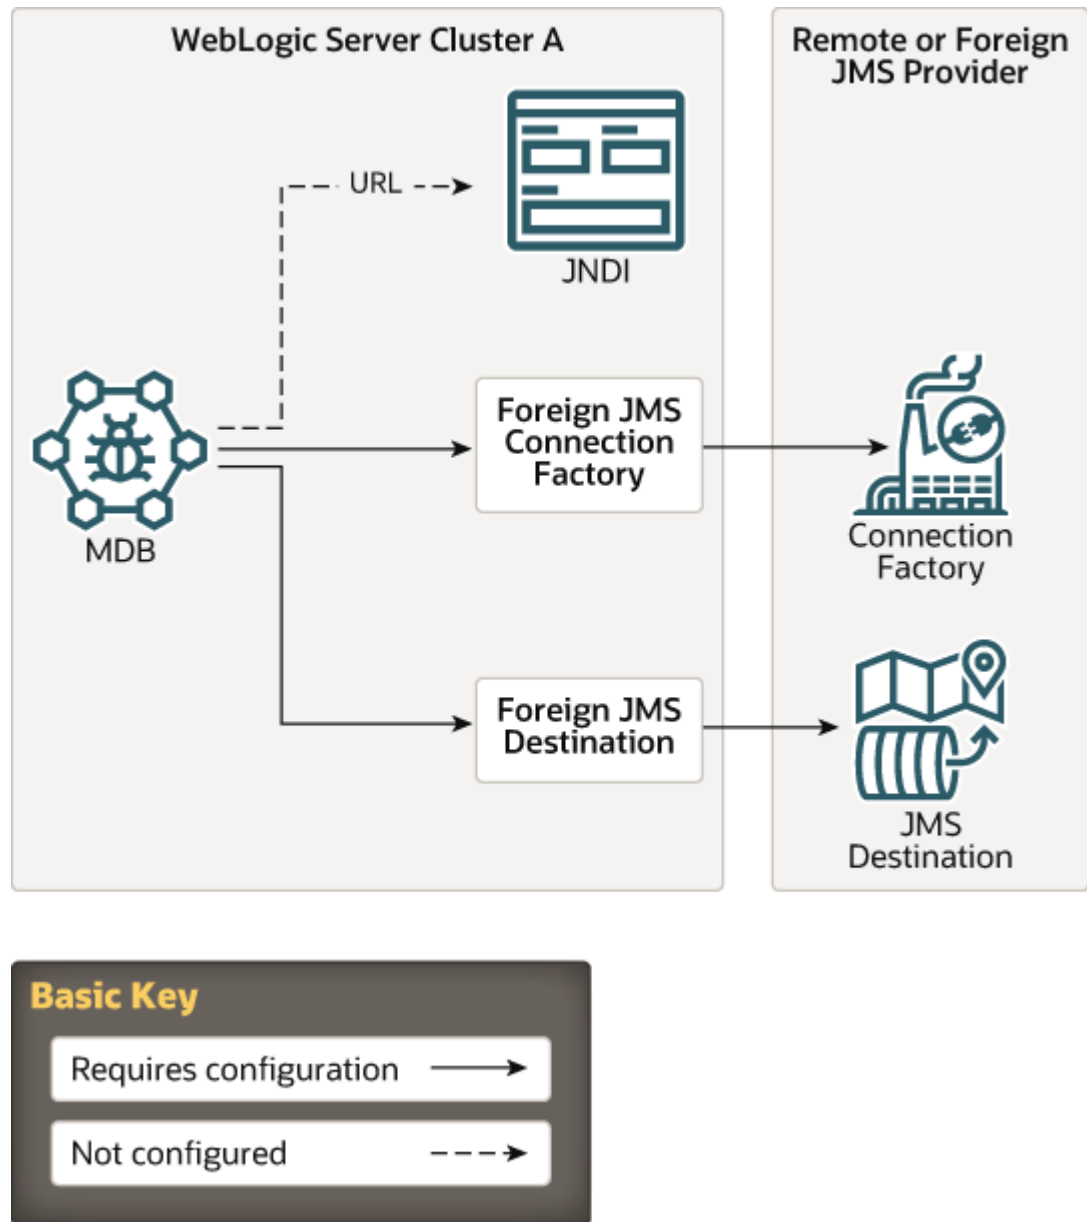 WebLogic Server Cluster A
Remote or Foreign
JMS Provider
URL
JNDI
MDB
Foreign JMS
Connection
Factory
Connection
Factory
Foreign JMS
Destination
JMS
Destination
Basic Key
Requires configuration
Not configured